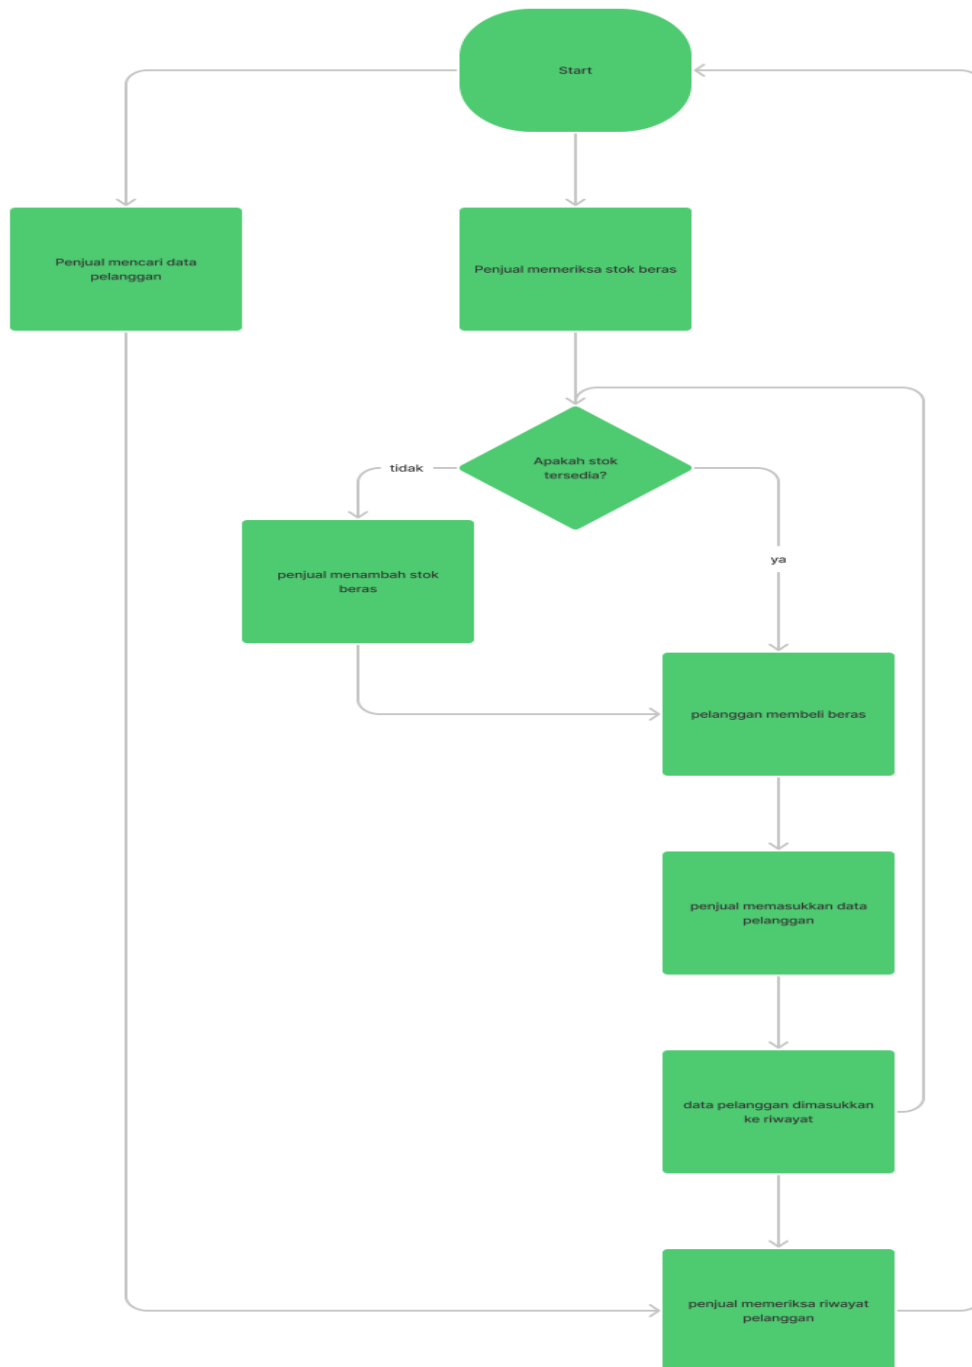 Start
Penjual mencari data
pelanggan
Penjual memeriksa stok beras
Apakah stok
tersedia?
tidak
ya
penjual menambah stok
beras
pelanggan membeli beras
penjual memasukkan data
pelanggan
data pelanggan dimasukkan
ke riwayat
penjual memeriksa riwayat
pelanggan